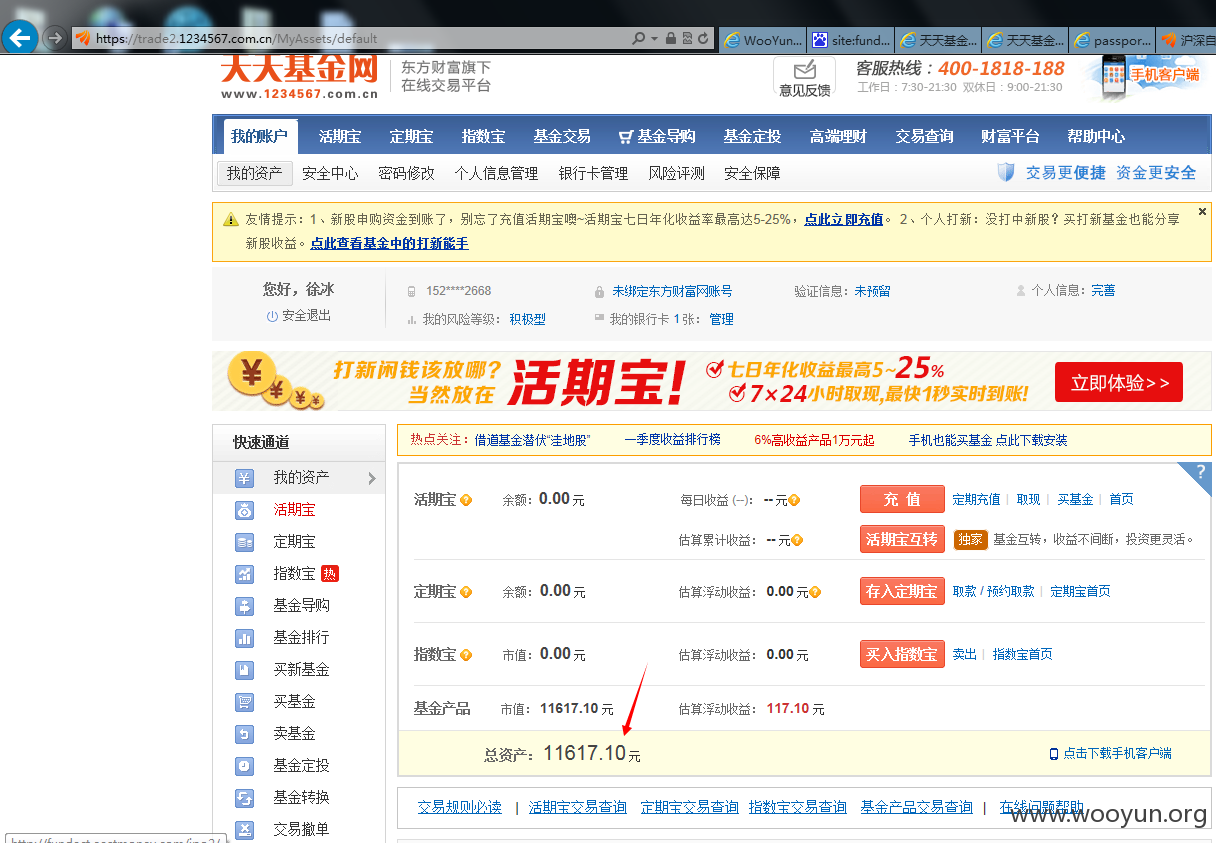 https://trade2.1234567.com.cn/MyAssets/default
WooYun... site:fund... 天天基金... 天天基金... passpor... 沪深自
天天基金网 东方财富旗下
www.1234567.com.cn 在线交易平台
意见反馈
客服热线：400-1818-188
工作日：7:30-21:30 双休日：9:00-21:30
手机客户端
我的账户 活期宝 定期宝 指数宝 基金交易 基金导购 基金定投 高端理财 交易查询 财富平台 帮助中心
我的资产 安全中心 密码修改 个人信息管理 银行卡管理 风险评测 安全保障 交易更便捷 资金更安全
友情提示：1、新股申购资金到账了，别忘了充值活期宝噢~活期宝七日年化收益率最高达5-25%，点此立即充值。 2、个人打新：没打中新股？买打新基金也能分享
新股收益。点此查看基金中的打新能手
您好，徐冰 152****2668 未绑定东方财富网账号 验证信息：未预留 个人信息：完善
安全退出 我的风险等级：积极型 我的银行卡 1 张：管理
打新闲钱该放哪？
当然放在 活期宝!
七日年化收益最高5~25%
7×24小时取现,最快1秒实时到账!
立即体验>>
快速通道
我的资产
活期宝
定期宝
指数宝 热
基金导购
基金排行
买新基金
买基金
卖基金
基金定投
基金转换
交易撤单
热点关注：借道基金潜伏“洼地股” 一季度收益排行榜 6%高收益产品1万元起 手机也能买基金 点此下载安装
?
活期宝 余额：0.00 元 每日收益 (--)：--元 充 值 定期充值 | 取现 | 买基金 | 首页
估算累计收益：--元 活期宝互转 独家 基金互转，收益不间断，投资更灵活。
定期宝 余额：0.00 元 估算浮动收益：0.00 元 存入定期宝 取款 / 预约取款 | 定期宝首页
指数宝 市值：0.00 元 估算浮动收益：0.00 元 买入指数宝 卖出 | 指数宝首页
基金产品 市值：11617.10 元 估算浮动收益：117.10 元
总资产：11617.10元 点击下载手机客户端
交易规则必读 | 活期宝交易查询 定期宝交易查询 指数宝交易查询 基金产品交易查询 | 在线问题帮助
www.wooyun.org